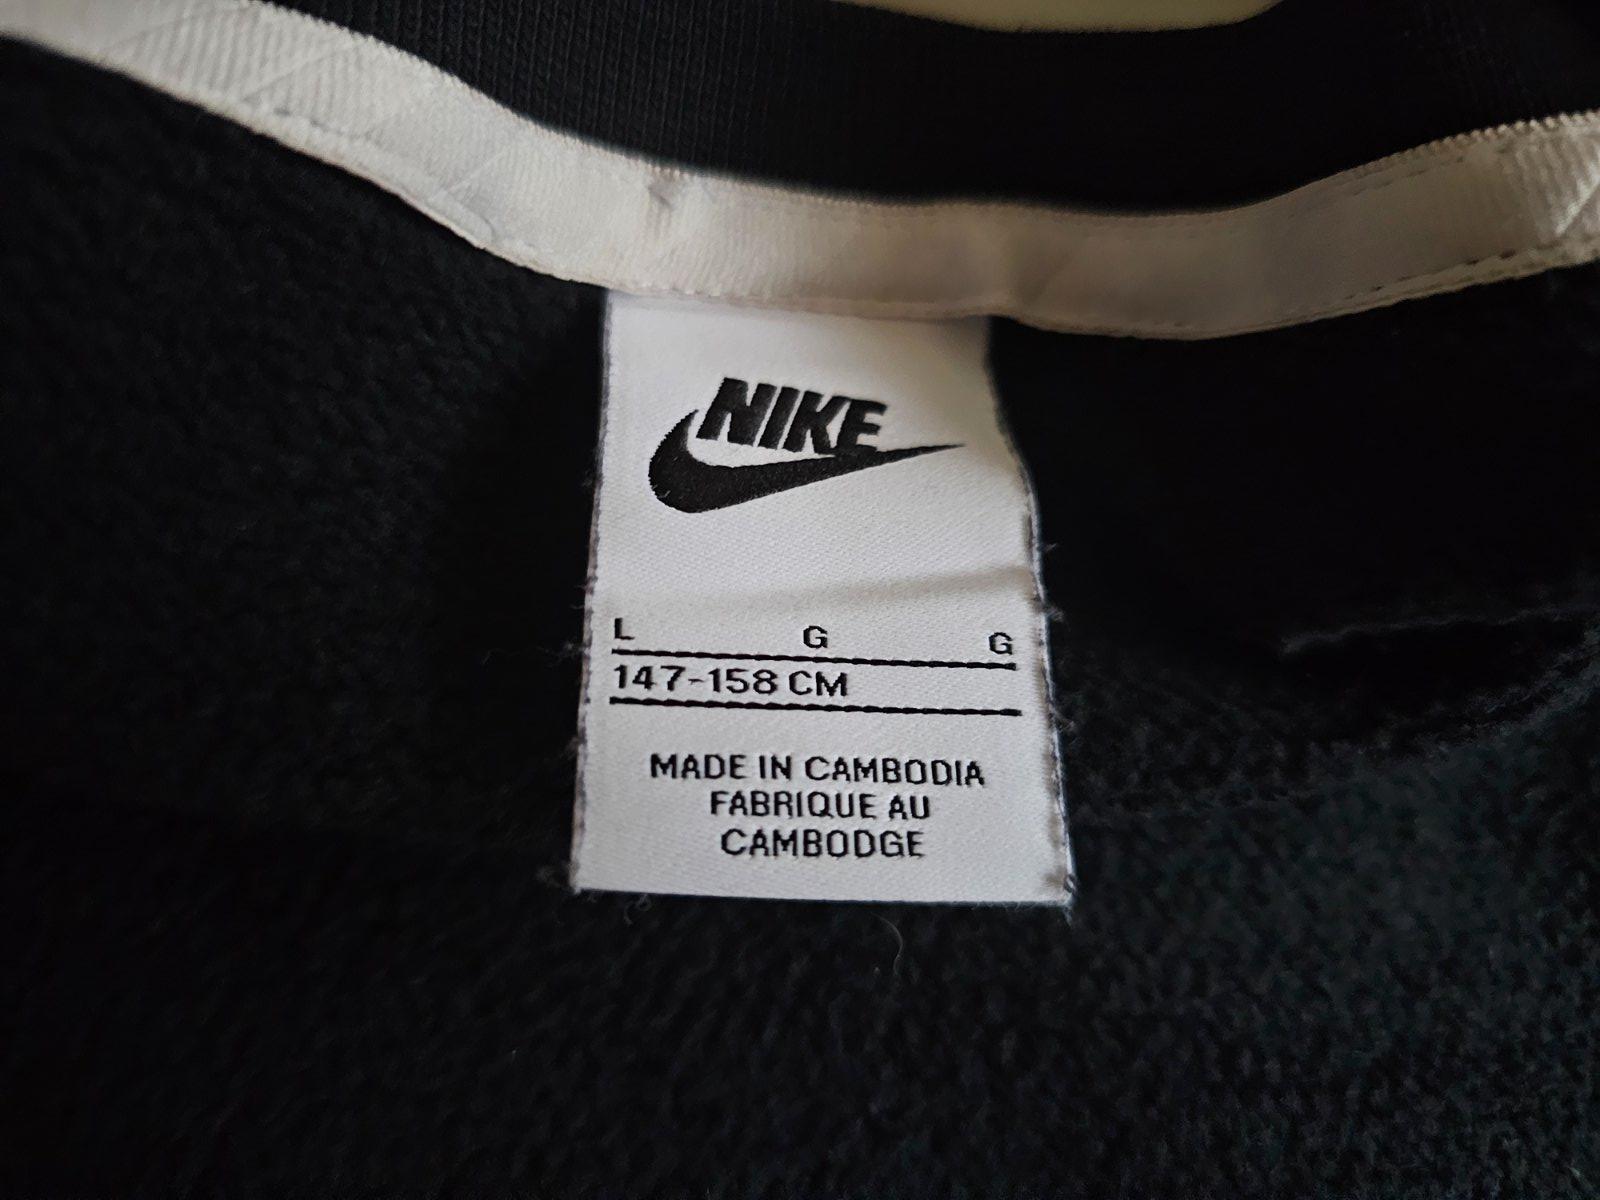 NIKE
L G G
147-158 CM
MADE IN CAMBODIA
FABRIQUE AU
CAMBODGE